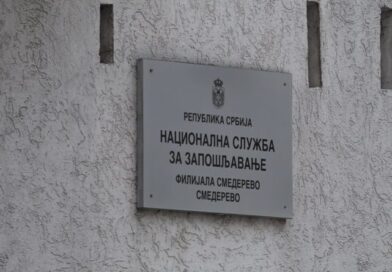 РЕПУБЛИКА СРБИЈА
НАЦИОНАЛНА СЛУЖБА
ЗА ЗАПОШЉАВАЊЕ
ФИЛИЈАЛА СМЕДЕРЕВО
СМЕДЕРЕВО